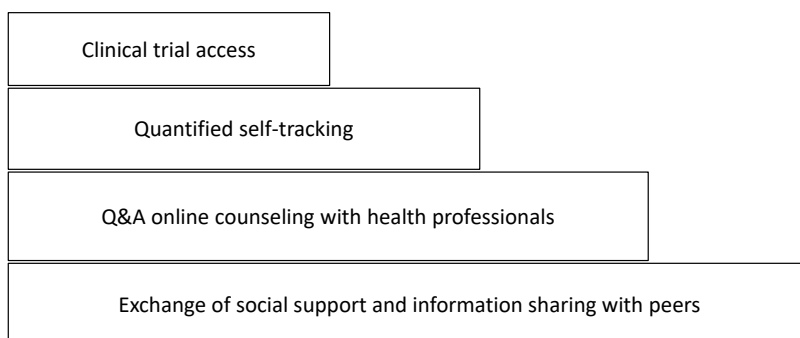 Clinical trial access
Quantified self-tracking
Q&A online counseling with health professionals
Exchange of social support and information sharing with peers